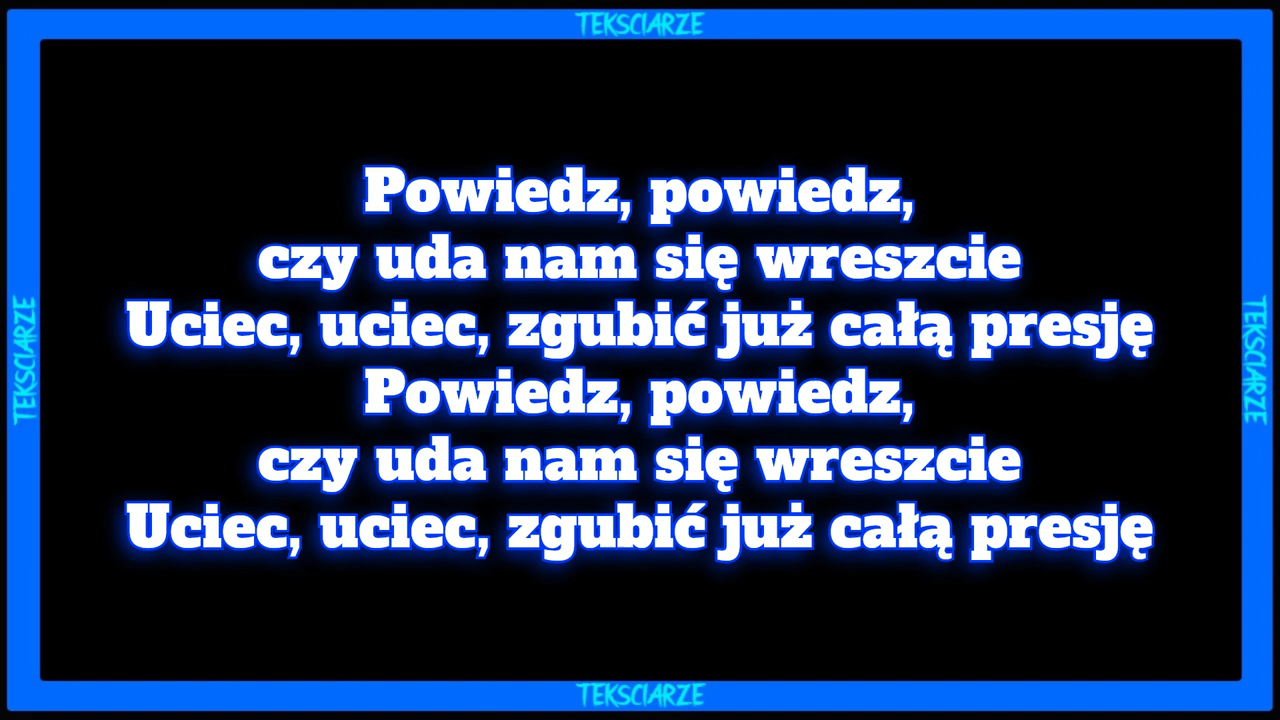 TEKSCIARZE
Powiedz, powiedz,
czy uda nam się wreszcie
Uciec, uciec, zgubić już całą presję
Powiedz, powiedz,
czy uda nam się wreszcie
Uciec, uciec, zgubić już całą presję
TEKSCIARZE
TEKSCIARZE
TEKSCIARZE